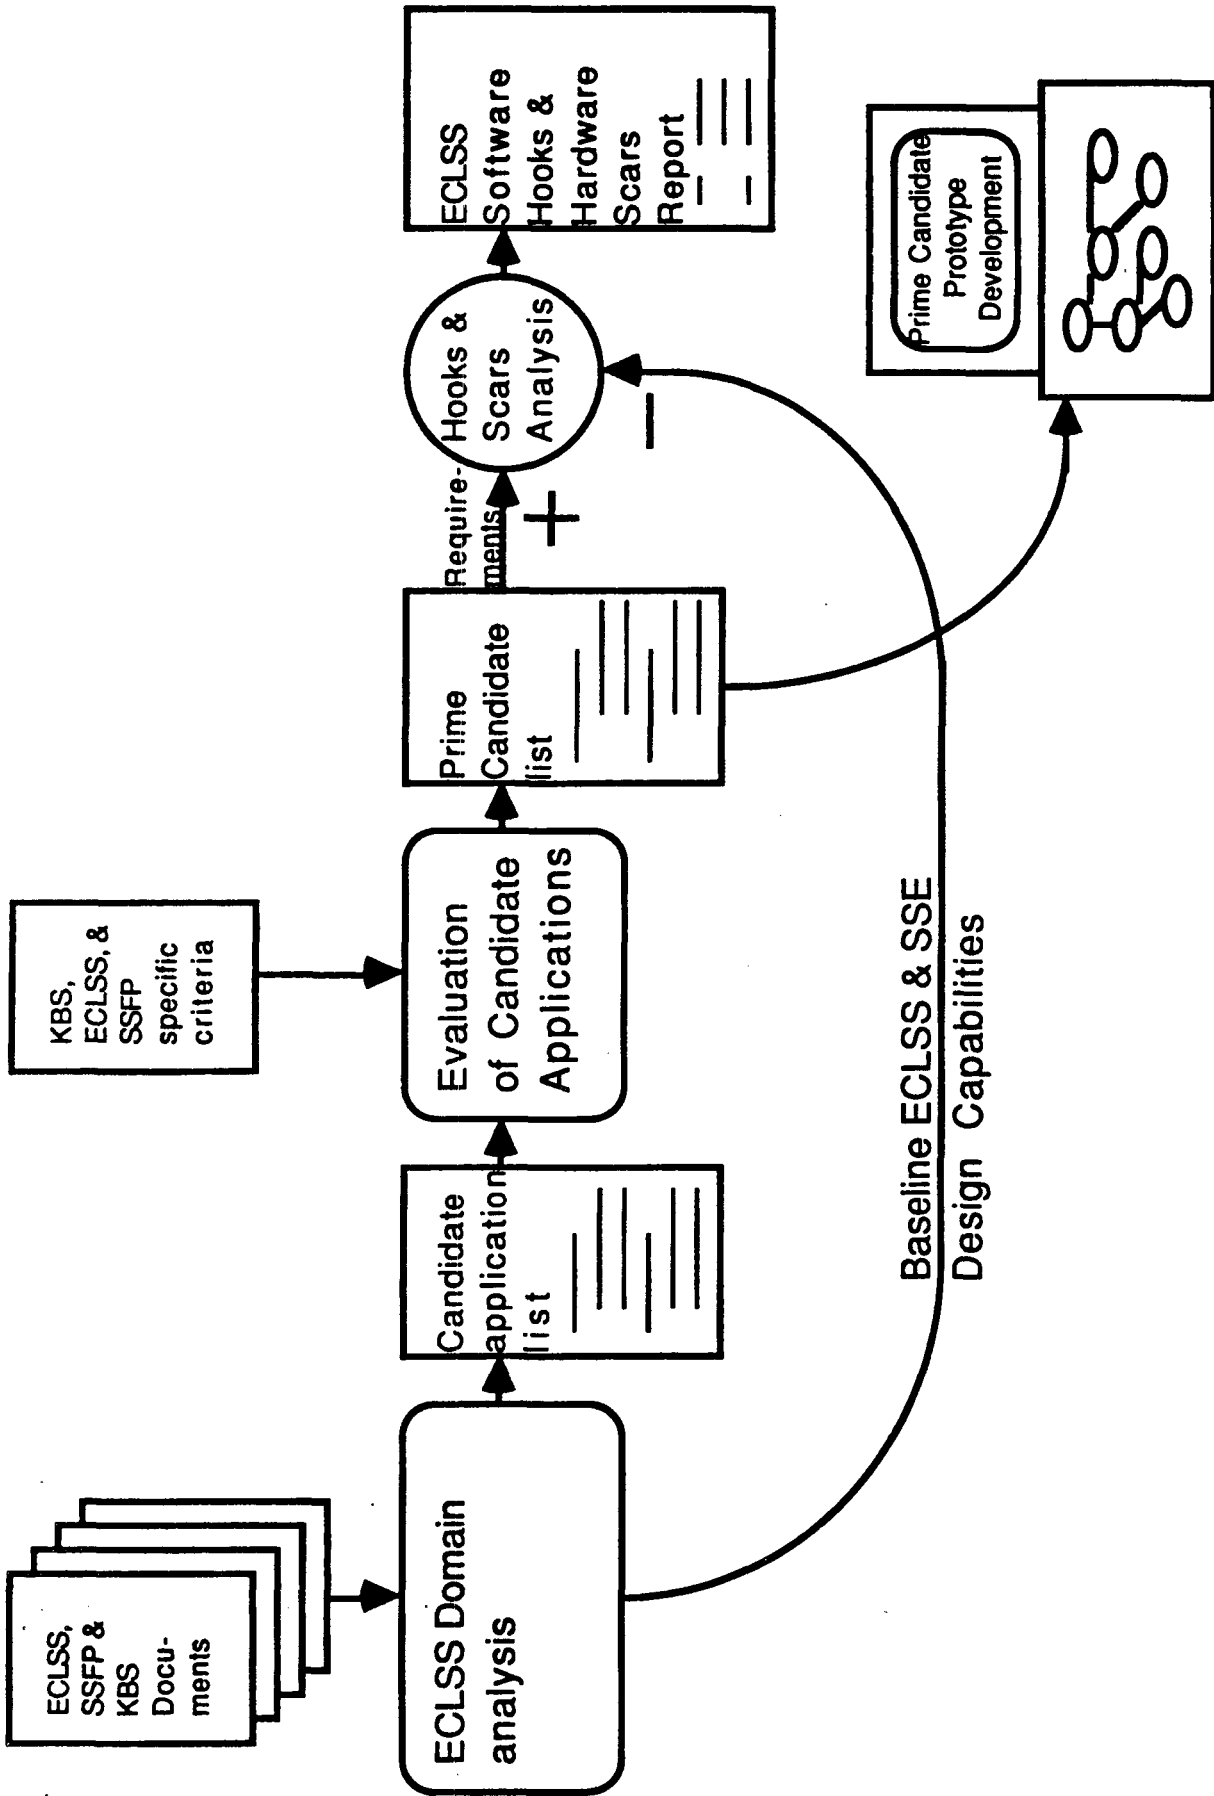 ECLSS,
SSFP &
KBS
Docu-
ments
KBS,
ECLSS, &
SSFP
specific
criteria
ECLSS Domain
analysis
Candidate
application
list
Evaluation
of Candidate
Applications
Prime
Candidate
list
Require-
ments
+
Hooks &
Scars
Analysis
−
ECLSS
Software
Hooks &
Hardware
Scars
Report
Baseline ECLSS & SSE
Design Capabilities
Prime Candidate
Prototype
Development